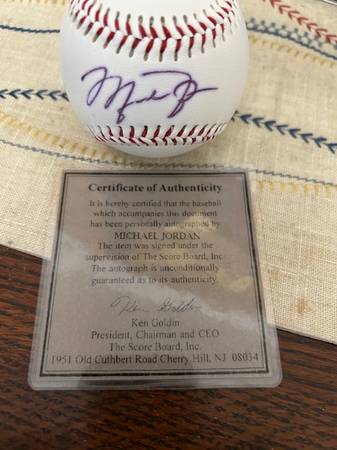 Certificate of Authenticity
It is hereby certified that the baseball
which accompanies this document
has been personally autographed by
MICHAEL JORDAN
The item was signed under the
supervision of The Score Board, Inc.
The autograph is unconditionally
guaranteed as to its authenticity.
Ken Goldin
Ken Goldin
President, Chairman and CEO
The Score Board, Inc.
1951 Old Cuthbert Road Cherry Hill, NJ 08034